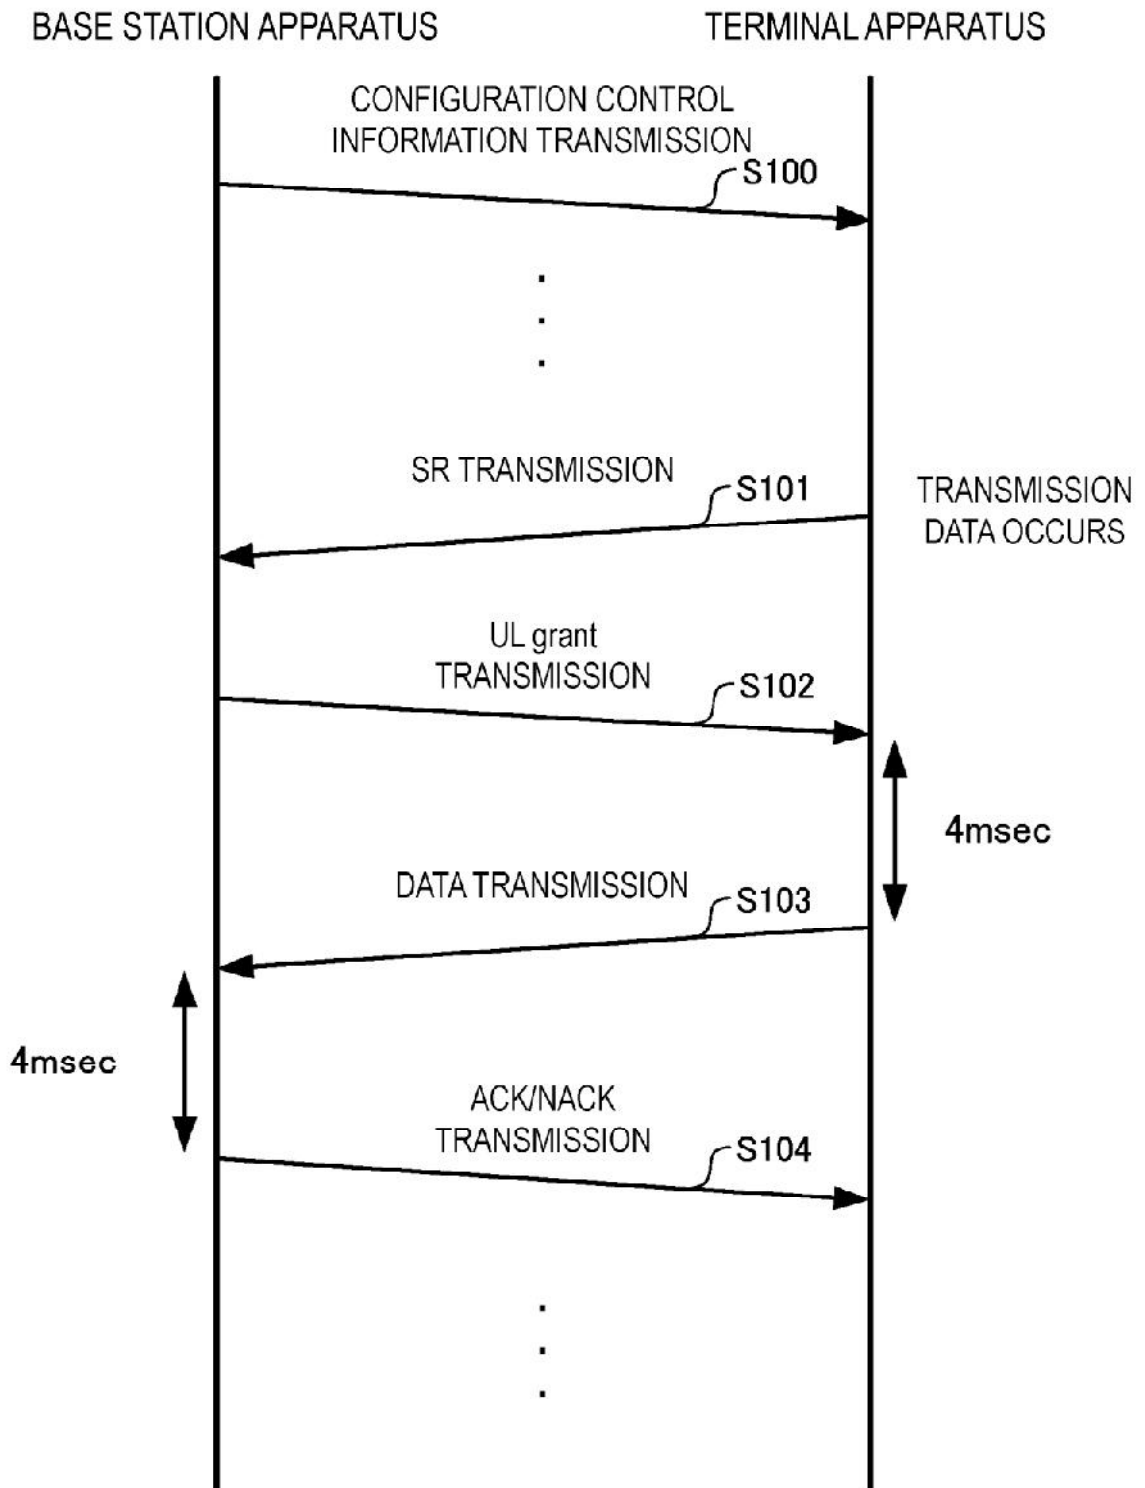 BASE STATION APPARATUS
TERMINAL APPARATUS
CONFIGURATION CONTROL
INFORMATION TRANSMISSION
S100
SR TRANSMISSION
S101
TRANSMISSION
DATA OCCURS
UL grant
TRANSMISSION
S102
4msec
DATA TRANSMISSION
S103
4msec
ACK/NACK
TRANSMISSION
S104